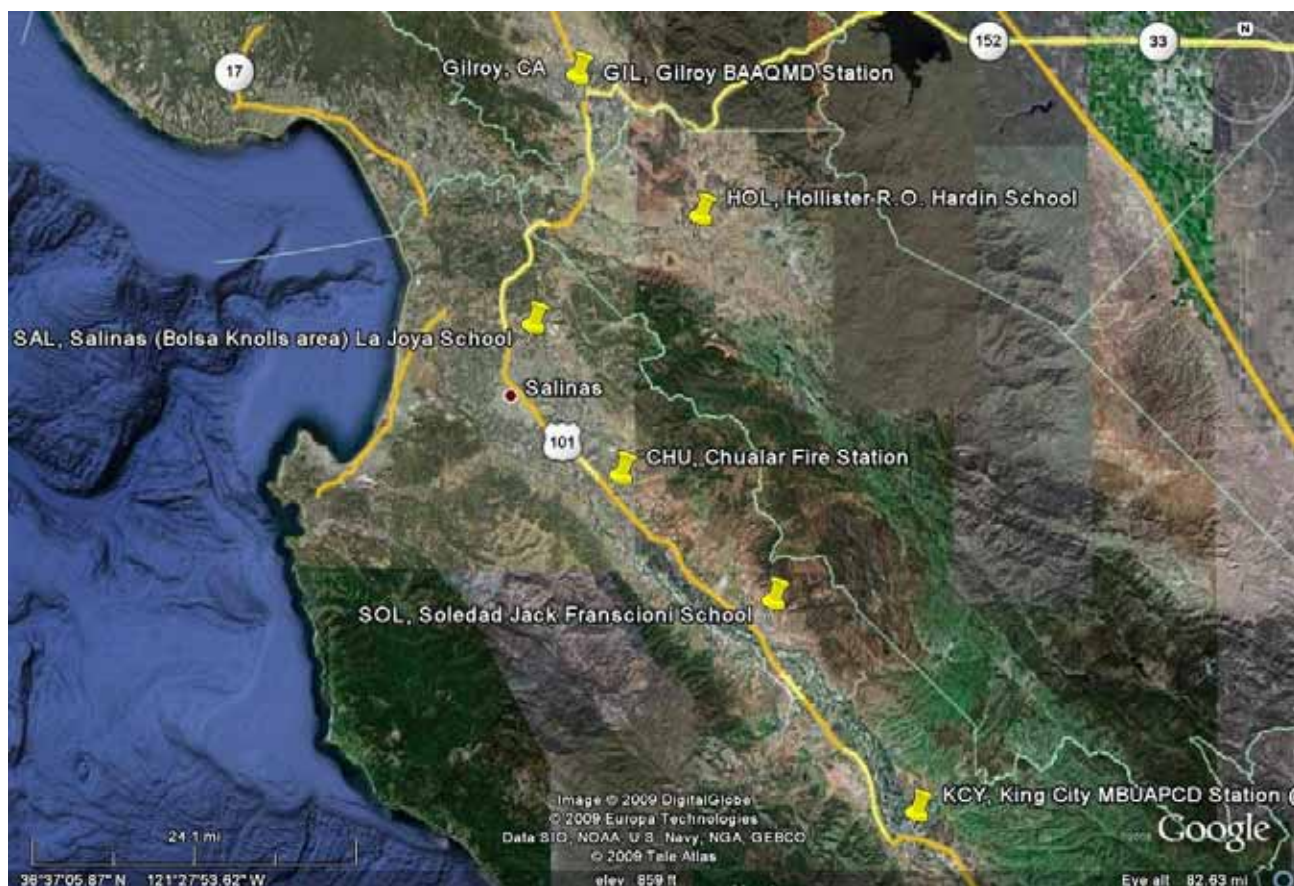 N
152
33
17
Gilroy, CA
GIL, Gilroy BAAQMD Station
HOL, Hollister R.O. Hardin School
SAL, Salinas (Bolsa Knolls area) La Joya School
Salinas
101
CHU, Chualar Fire Station
SOL, Soledad Jack Franscioni School
KCY, King City MBUAPCD Station @
Image © 2009 DigitalGlobe
© 2009 Europa Technologies
Data SIO, NOAA, U.S. Navy, NGA, GEBCO
© 2009 Tele Atlas
©2009
Google
24.1 mi
36°37'05.87" N 121°27'53.62" W
elev. 859 ft
Eye alt 82.63 mi